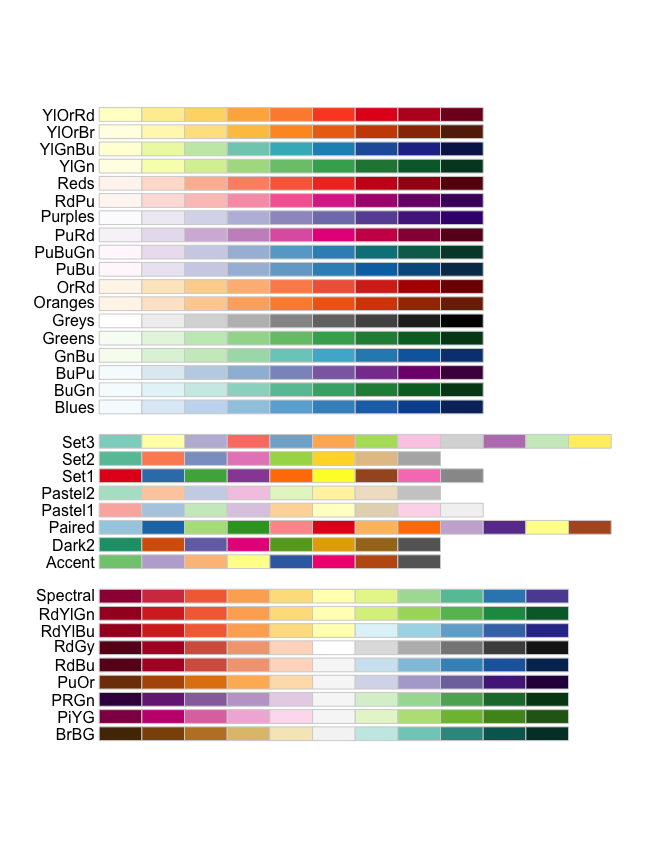 YlOrRd
YlOrBr
YlGnBu
YlGn
Reds
RdPu
Purples
PuRd
PuBuGn
PuBu
OrRd
Oranges
Greys
Greens
GnBu
BuPu
BuGn
Blues
Set3
Set2
Set1
Pastel2
Pastel1
Paired
Dark2
Accent
Spectral
RdYlGn
RdYlBu
RdGy
RdBu
PuOr
PRGn
PiYG
BrBG